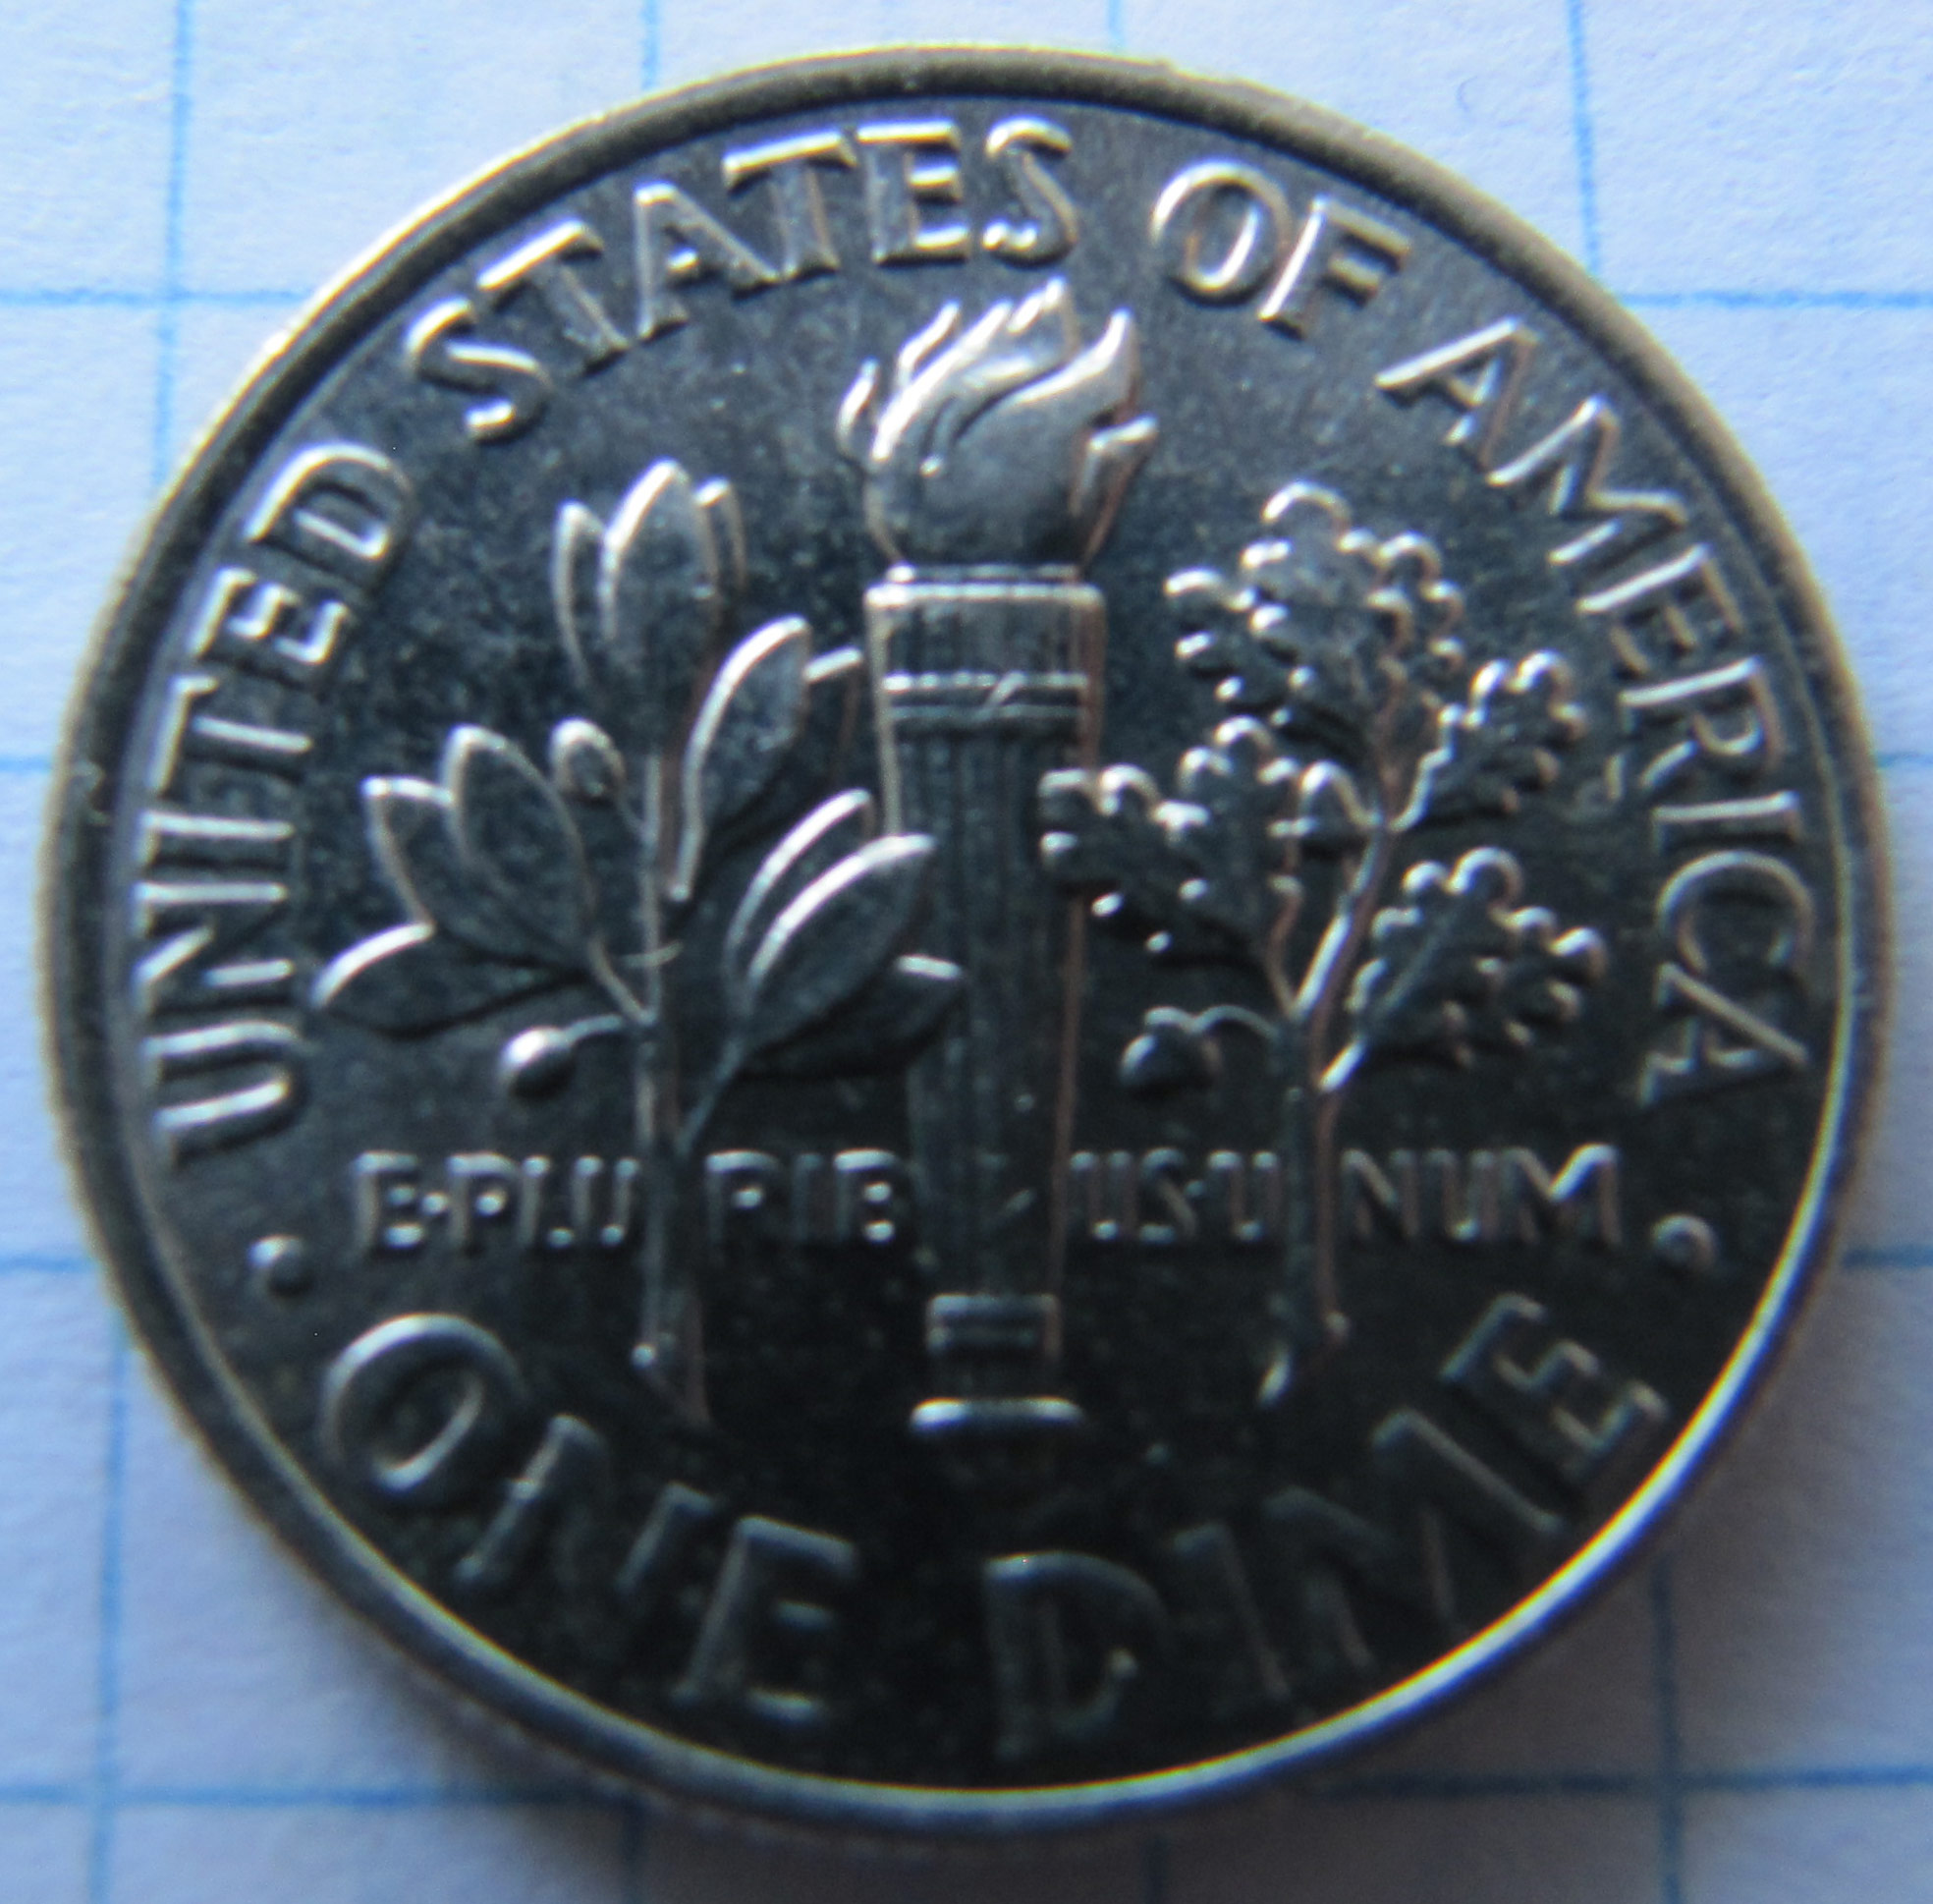 UNITED STATES OF AMERICA
E·PLU RIB US·U NUM
ONE DIME